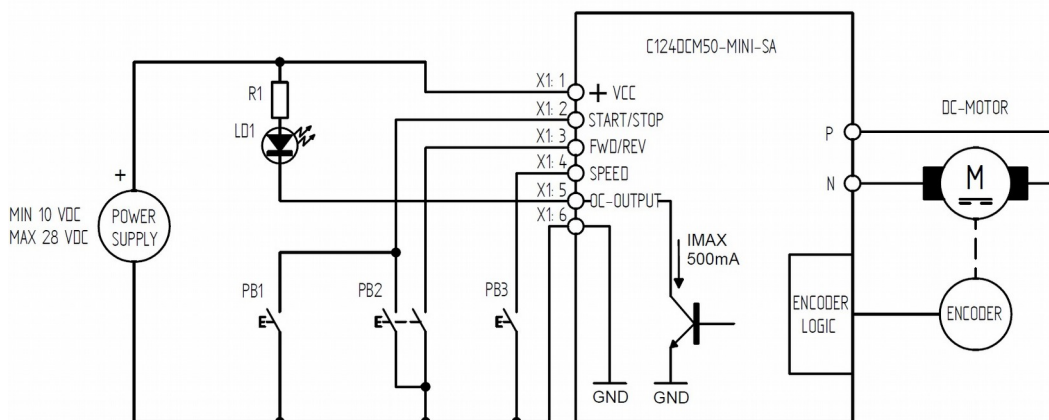 C124DCM50-MINI-SA
X1: 1
+ VCC
R1
X1: 2
START/STOP
DC-MOTOR
LD1
X1: 3
FWD/REV
P
X1: 4
SPEED
+
X1: 5
OC-OUTPUT
N
M
MIN 10 VDC
MAX 28 VDC
POWER
SUPPLY
X1: 6
IMAX
500mA
PB1
PB2
PB3
ENCODER
LOGIC
ENCODER
GND
GND